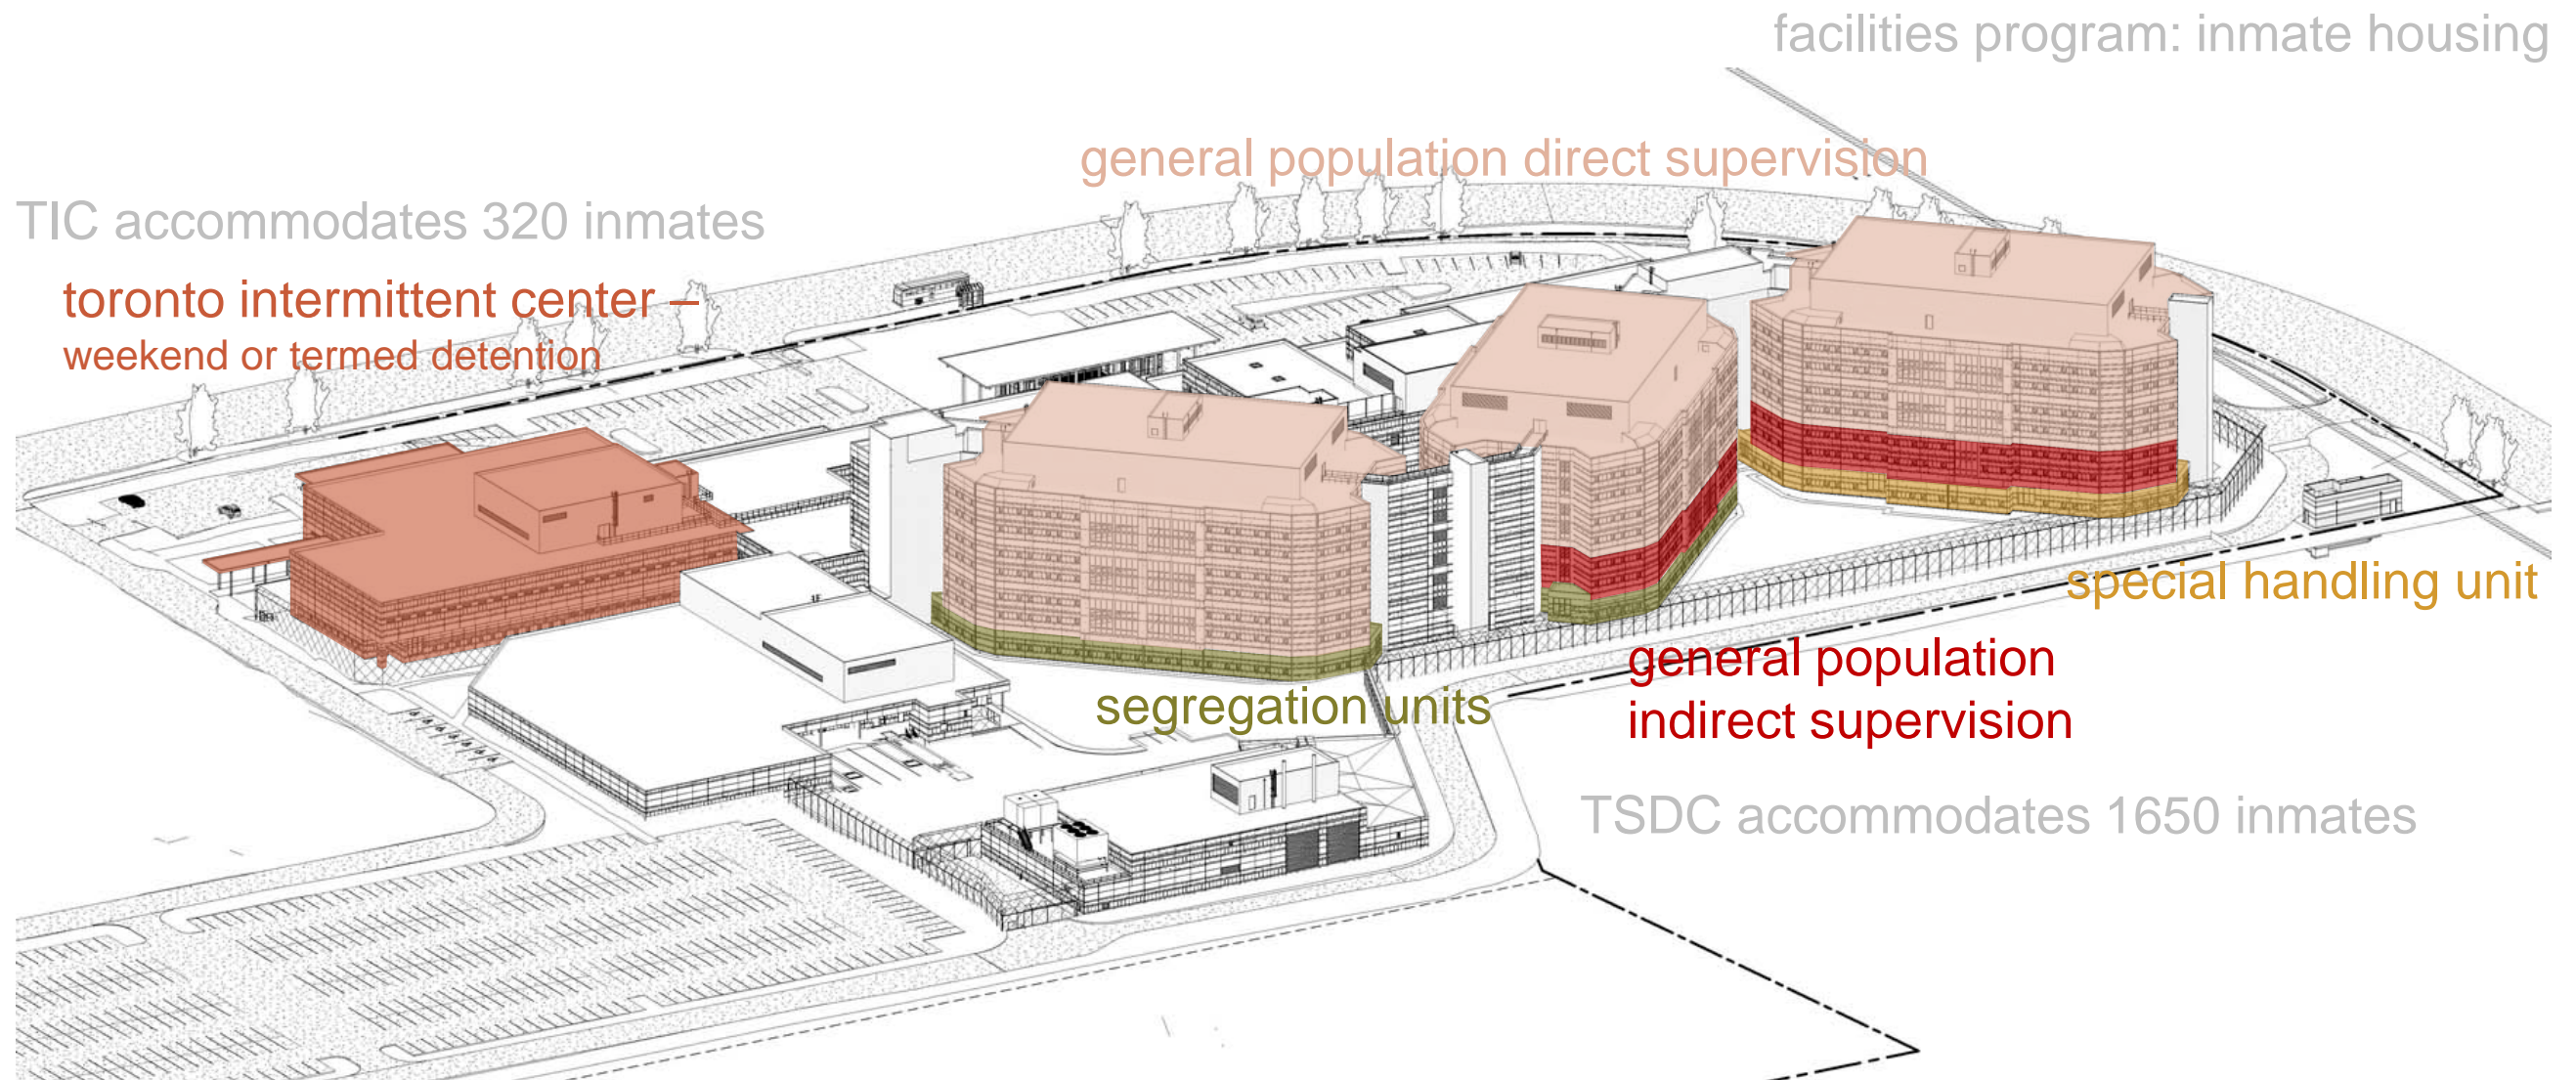 facilities program: inmate housing
general population direct supervision
TIC accommodates 320 inmates
toronto intermittent center –
weekend or termed detention
special handling unit
general population
indirect supervision
segregation units
TSDC accommodates 1650 inmates